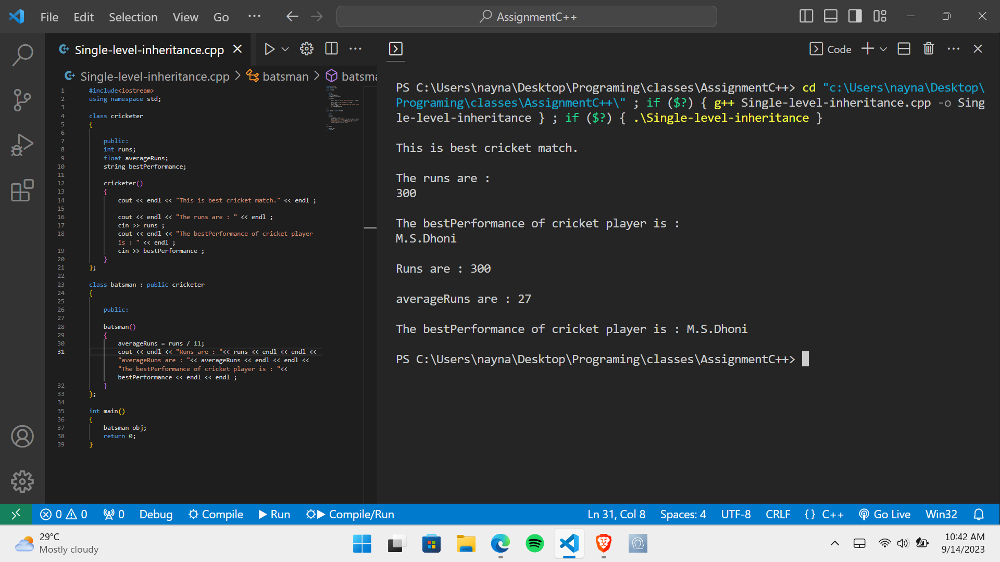 File Edit Selection View Go ··· AssignmentC++
Single-level-inheritance.cpp
Code
Single-level-inheritance.cpp > batsman > batsma
1 #include<iostream>
2 using namespace std;
3
4 class cricketer
5 {
6
7 public:
8 int runs;
9 float averageRuns;
10 string bestPerformance;
11
12 cricketer()
13 {
14 cout << endl << "This is best cricket match." << endl ;
15
16 cout << endl << "The runs are : " << endl ;
17 cin >> runs ;
18 cout << endl << "The bestPerformance of cricket player
is : " << endl ;
19 cin >> bestPerformance ;
20 }
21 };
22
23 class batsman : public cricketer
24 {
25
26 public:
27
28 batsman()
29 {
30 averageRuns = runs / 11;
31 cout << endl << "Runs are : "<< runs << endl << endl <<
"averageRuns are : "<< averageRuns << endl << endl <<
"The bestPerformance of cricket player is : "<<
bestPerformance << endl << endl ;
32 }
33 };
34
35 int main()
36 {
37 batsman obj;
38 return 0;
39 }
PS C:\Users\nayna\Desktop\Programing\classes\AssignmentC++> cd "c:\Users\nayna\Desktop\
Programing\classes\AssignmentC++\" ; if ($?) { g++ Single-level-inheritance.cpp -o Sing
le-level-inheritance } ; if ($?) { .\Single-level-inheritance }
This is best cricket match.
The runs are :
300
The bestPerformance of cricket player is :
M.S.Dhoni
Runs are : 300
averageRuns are : 27
The bestPerformance of cricket player is : M.S.Dhoni
PS C:\Users\nayna\Desktop\Programing\classes\AssignmentC++>
0 0 0 Debug Compile Run Compile/Run Ln 31, Col 8 Spaces: 4 UTF-8 CRLF {} C++ Go Live Win32
29°C
Mostly cloudy
10:42 AM
9/14/2023